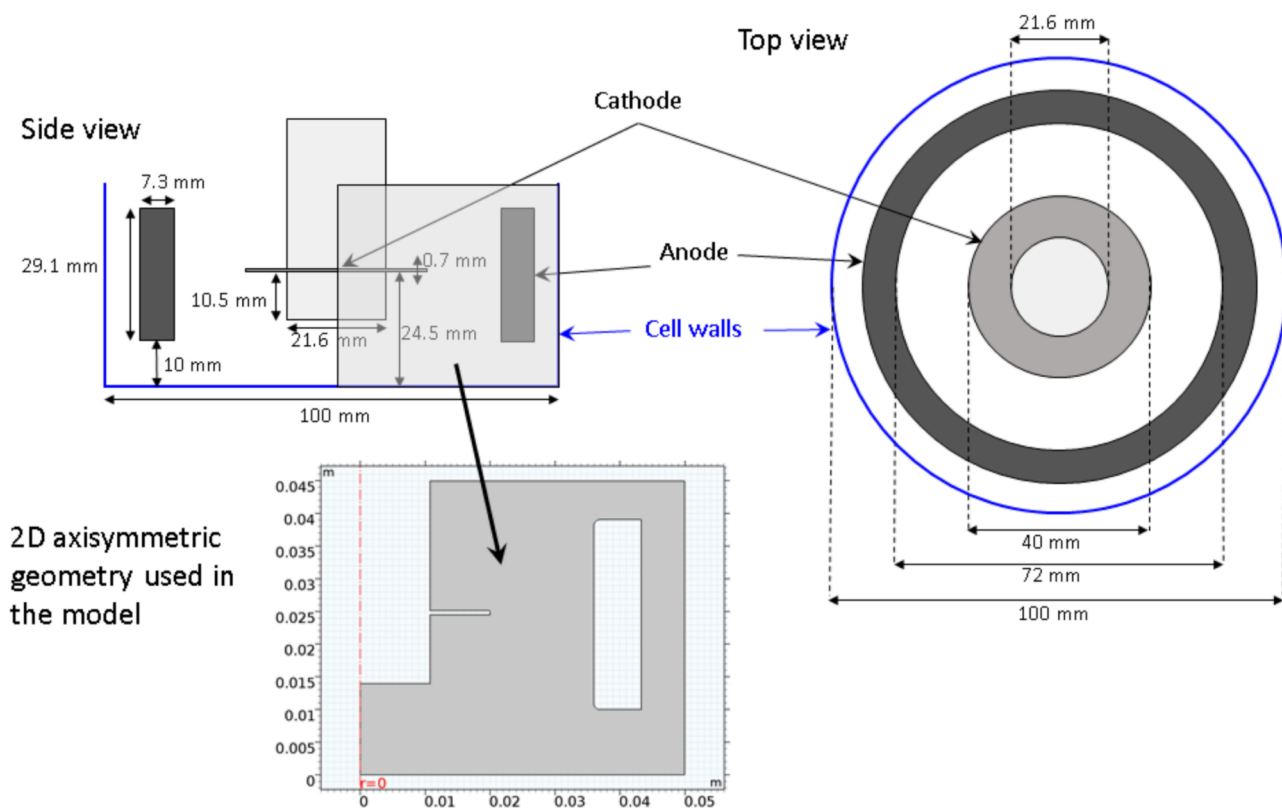 Side view
7.3 mm
29.1 mm
10.5 mm
10 mm
21.6 mm
0.7 mm
24.5 mm
100 mm
Cathode
Anode
Cell walls
Top view
21.6 mm
40 mm
72 mm
100 mm
2D axisymmetric
geometry used in
the model
m
0.045
0.04
0.035
0.03
0.025
0.02
0.015
0.01
0.005
0
r=0
m
0
0.01
0.02
0.03
0.04
0.05